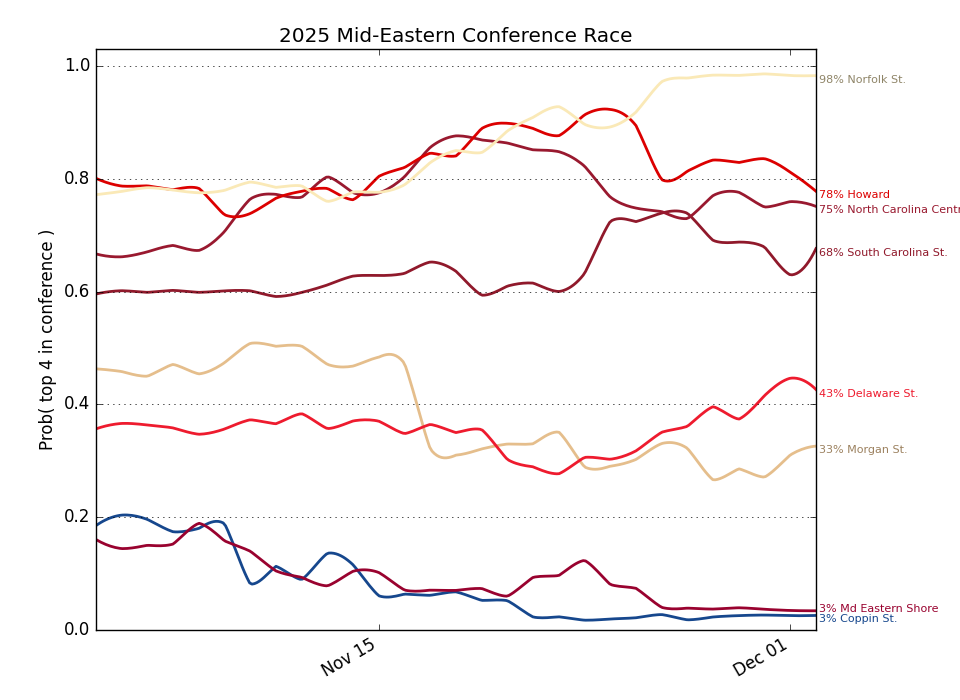 2025 Mid-Eastern Conference Race
Prob( top 4 in conference )
1.0
0.8
0.6
0.4
0.2
0.0
Nov 15
Dec 01
98% Norfolk St.
78% Howard
75% North Carolina Centr
68% South Carolina St.
43% Delaware St.
33% Morgan St.
3% Md Eastern Shore
3% Coppin St.